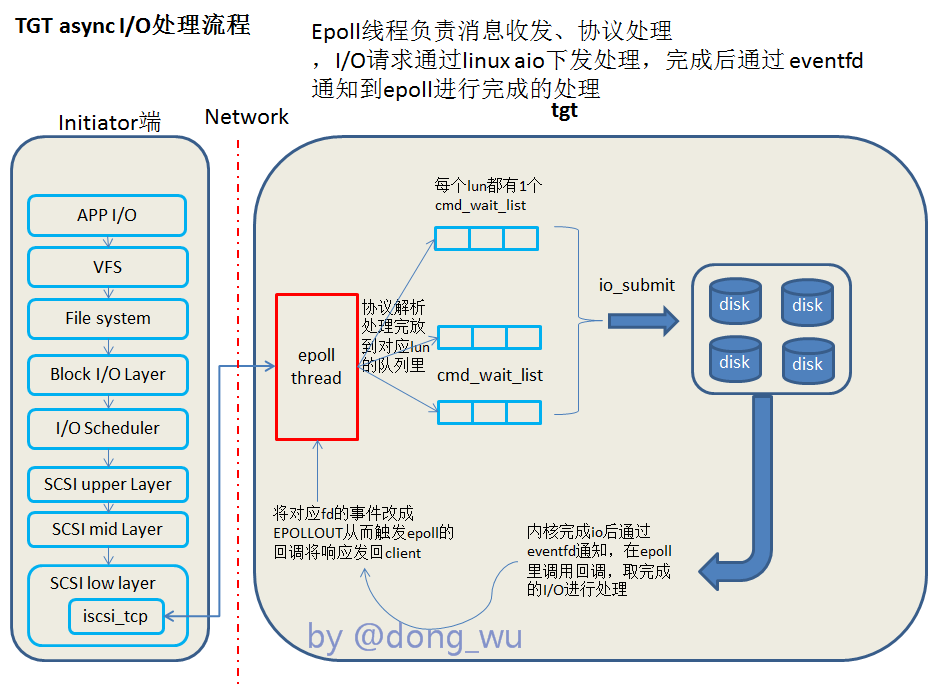 TGT async I/O处理流程
Epoll线程负责消息收发、协议处理
，I/O请求通过linux aio下发处理，完成后通过 eventfd
通知到epoll进行完成的处理
tgt
Initiator端
Network
APP I/O
VFS
File system
Block I/O Layer
I/O Scheduler
SCSI upper Layer
SCSI mid Layer
SCSI low layer
iscsi_tcp
epoll
thread
协议解析
处理完放
到对应lun
的队列里
每个lun都有1个
cmd_wait_list
cmd_wait_list
io_submit
disk
disk
disk
disk
将对应fd的事件改成
EPOLLOUT从而触发epoll的
回调将响应发回client
内核完成io后通过
eventfd通知，在epoll
里调用回调，取完成
的I/O进行处理
by @dong_wu